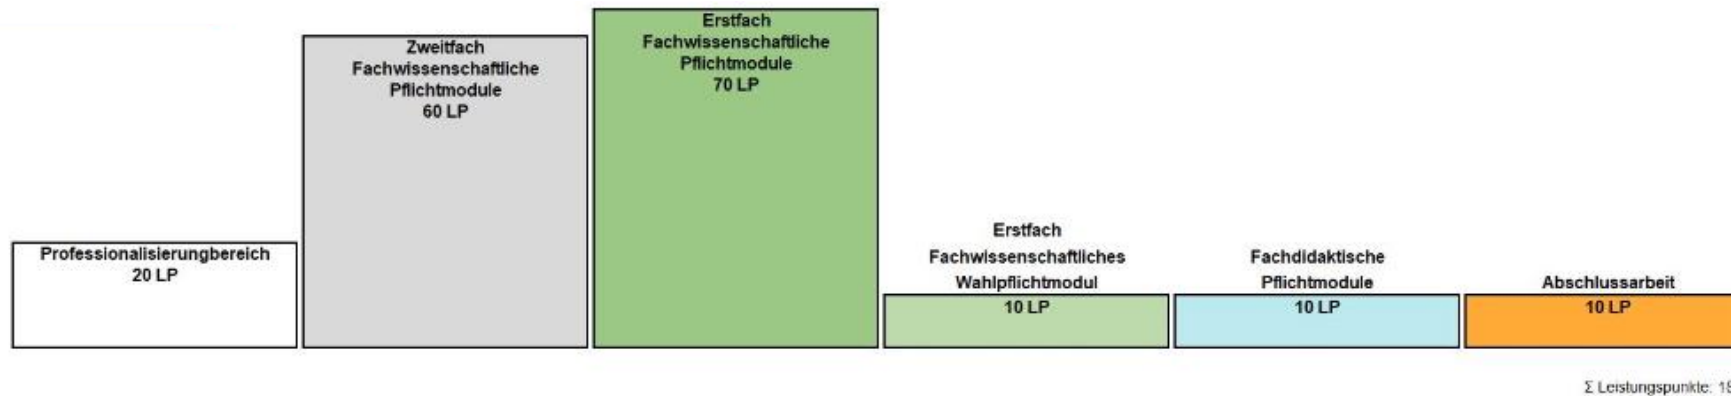 Professionalisierungbereich
20 LP
Zweitfach
Fachwissenschaftliche
Pflichtmodule
60 LP
Erstfach
Fachwissenschaftliche
Pflichtmodule
70 LP
Erstfach
Fachwissenschaftliches
Wahlpflichtmodul
10 LP
Fachdidaktische
Pflichtmodule
10 LP
Abschlussarbeit
10 LP
Σ Leistungspunkte: